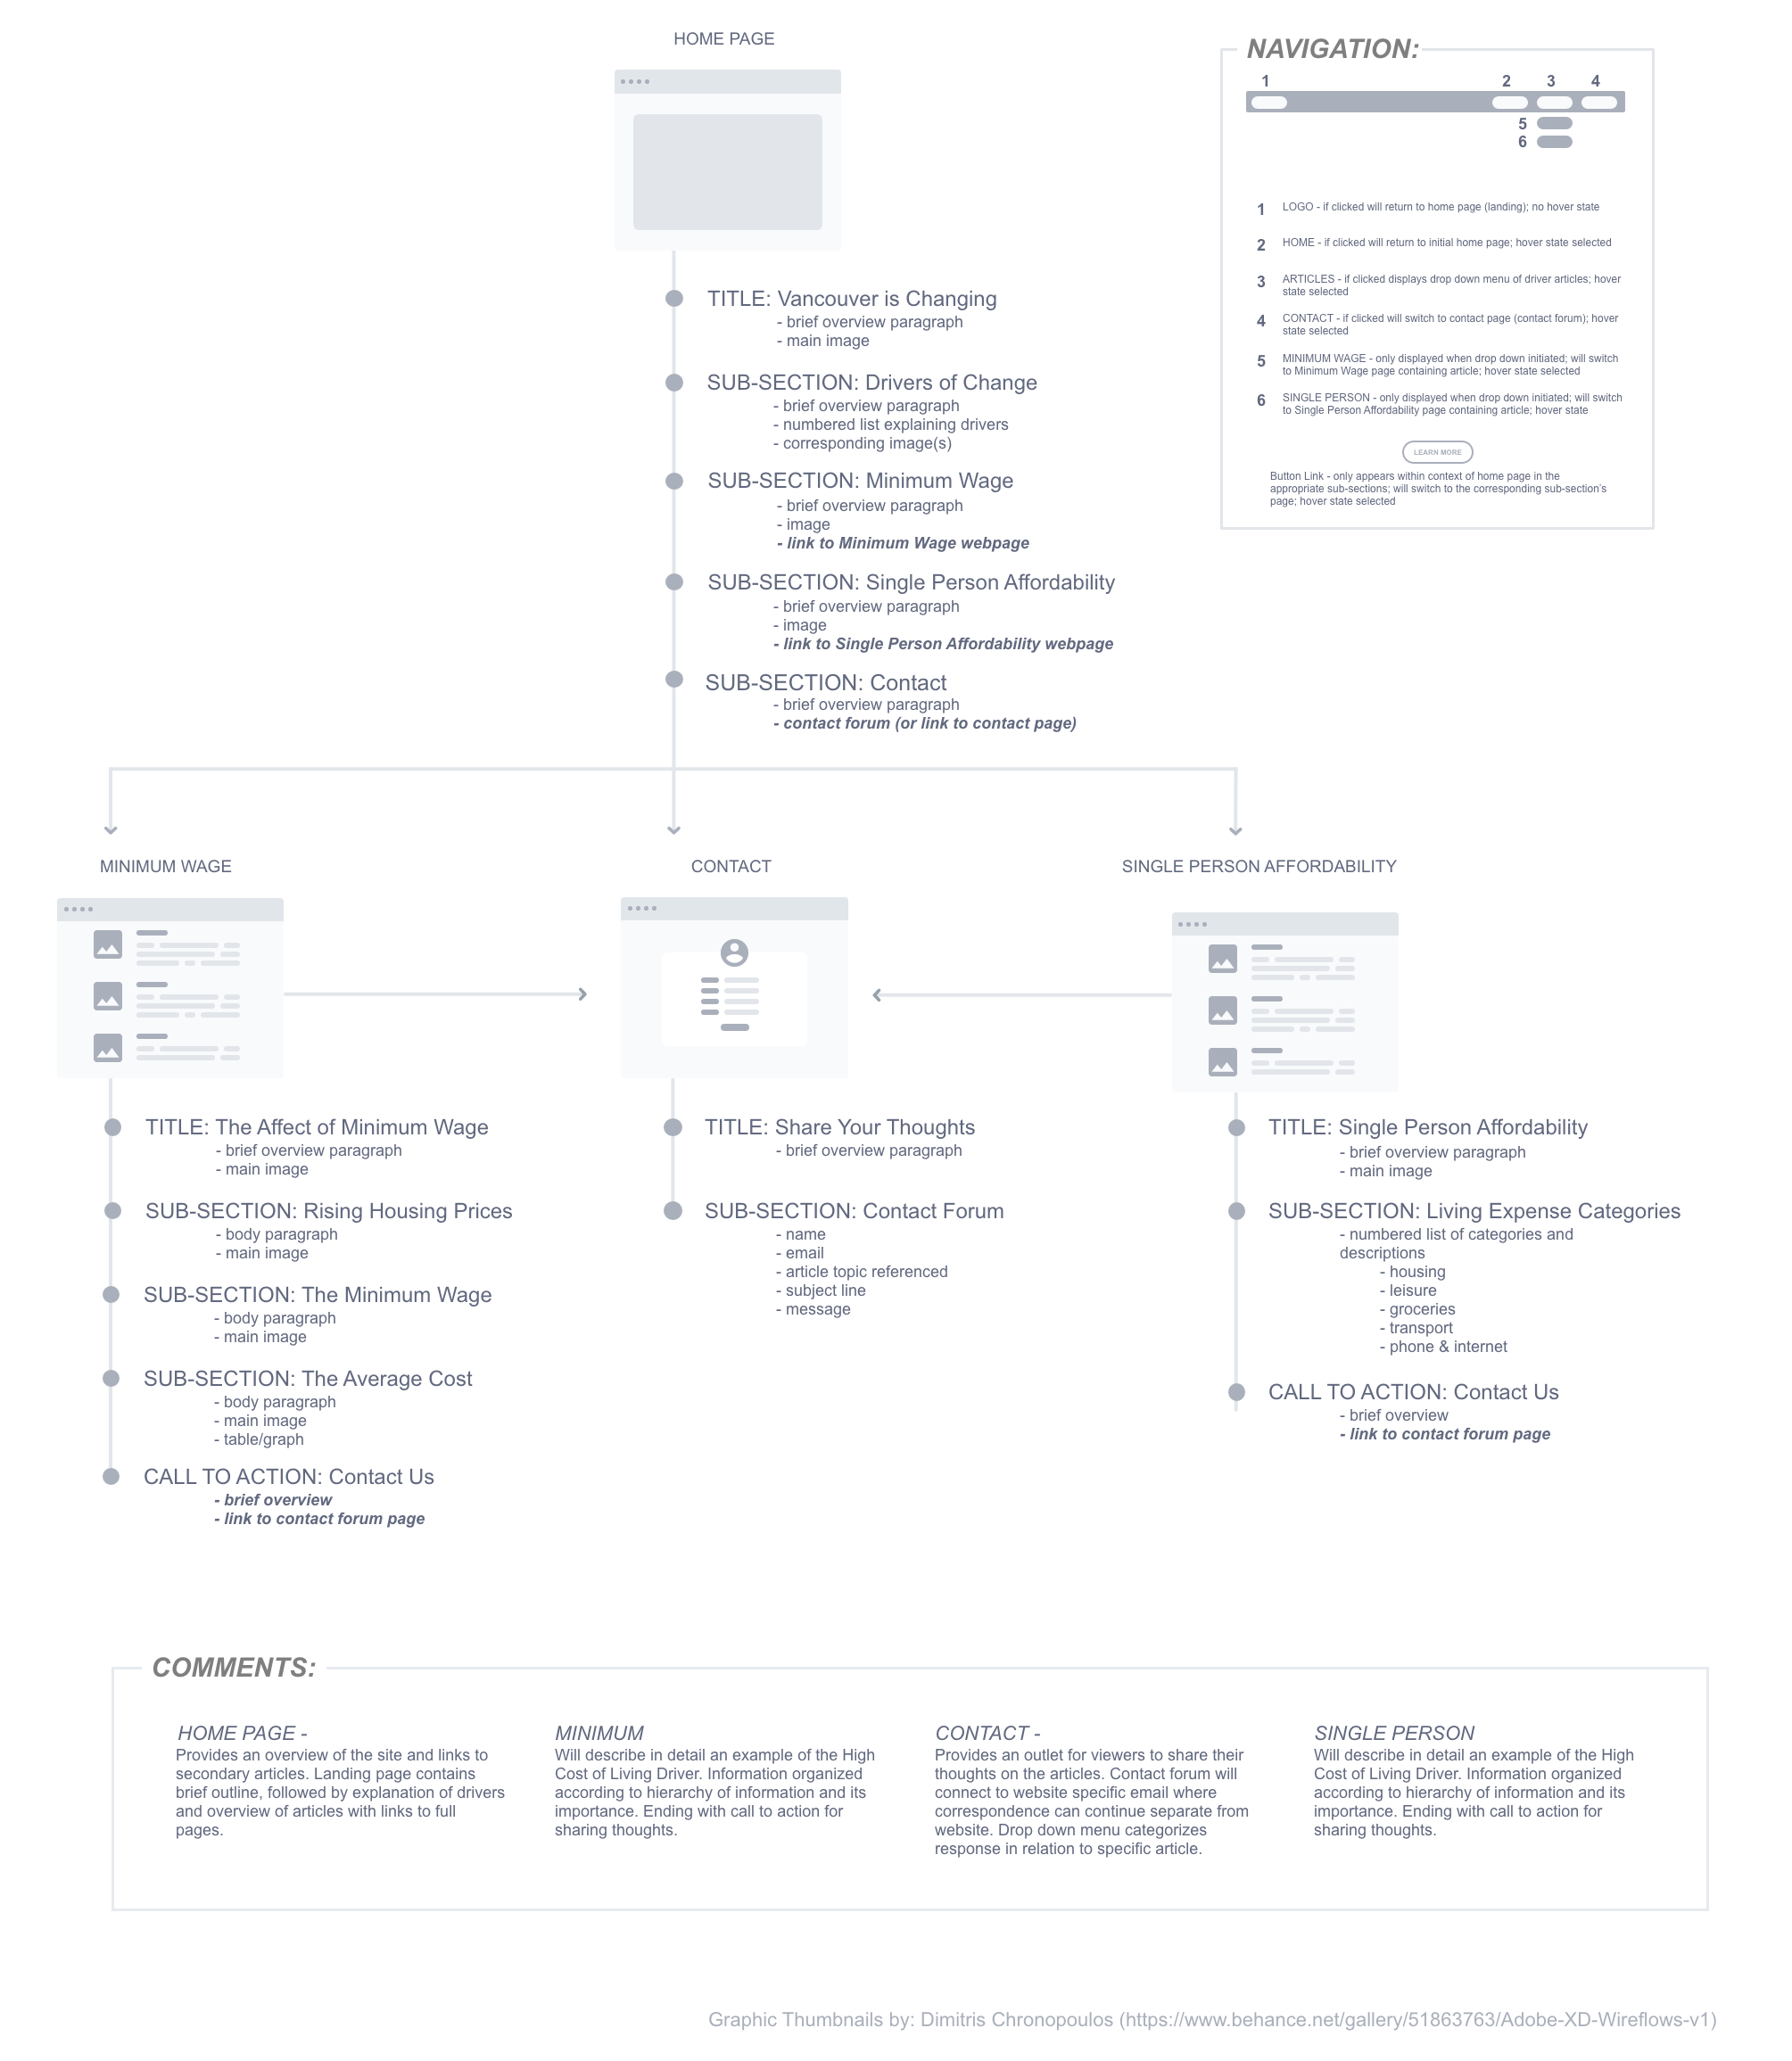 HOME PAGE
TITLE: Vancouver is Changing
- brief overview paragraph
- main image
SUB-SECTION: Drivers of Change
- brief overview paragraph
- numbered list explaining drivers
- corresponding image(s)
SUB-SECTION: Minimum Wage
- brief overview paragraph
- image
- link to Minimum Wage webpage
SUB-SECTION: Single Person Affordability
- brief overview paragraph
- image
- link to Single Person Affordability webpage
SUB-SECTION: Contact
- brief overview paragraph
- contact forum (or link to contact page)
NAVIGATION:
1 2 3 4
5
6
1 LOGO - if clicked will return to home page (landing); no hover state
2 HOME - if clicked will return to initial home page; hover state selected
3 ARTICLES - if clicked displays drop down menu of driver articles; hover
state selected
4 CONTACT - if clicked will switch to contact page (contact forum); hover
state selected
5 MINIMUM WAGE - only displayed when drop down initiated; will switch
to Minimum Wage page containing article; hover state selected
6 SINGLE PERSON - only displayed when drop down initiated; will switch
to Single Person Affordability page containing article; hover state
LEARN MORE
Button Link - only appears within context of home page in the
appropriate sub-sections; will switch to the corresponding sub-section's
page; hover state selected
MINIMUM WAGE
TITLE: The Affect of Minimum Wage
- brief overview paragraph
- main image
SUB-SECTION: Rising Housing Prices
- body paragraph
- main image
SUB-SECTION: The Minimum Wage
- body paragraph
- main image
SUB-SECTION: The Average Cost
- body paragraph
- main image
- table/graph
CALL TO ACTION: Contact Us
- brief overview
- link to contact forum page
CONTACT
TITLE: Share Your Thoughts
- brief overview paragraph
SUB-SECTION: Contact Forum
- name
- email
- article topic referenced
- subject line
- message
SINGLE PERSON AFFORDABILITY
TITLE: Single Person Affordability
- brief overview paragraph
- main image
SUB-SECTION: Living Expense Categories
- numbered list of categories and
descriptions
- housing
- leisure
- groceries
- transport
- phone & internet
CALL TO ACTION: Contact Us
- brief overview
- link to contact forum page
COMMENTS:
HOME PAGE -
Provides an overview of the site and links to
secondary articles. Landing page contains
brief outline, followed by explanation of drivers
and overview of articles with links to full
pages.
MINIMUM
Will describe in detail an example of the High
Cost of Living Driver. Information organized
according to hierarchy of information and its
importance. Ending with call to action for
sharing thoughts.
CONTACT -
Provides an outlet for viewers to share their
thoughts on the articles. Contact forum will
connect to website specific email where
correspondence can continue separate from
website. Drop down menu categorizes
response in relation to specific article.
SINGLE PERSON
Will describe in detail an example of the High
Cost of Living Driver. Information organized
according to hierarchy of information and its
importance. Ending with call to action for
sharing thoughts.
Graphic Thumbnails by: Dimitris Chronopoulos (https://www.behance.net/gallery/51863763/Adobe-XD-Wireflows-v1)